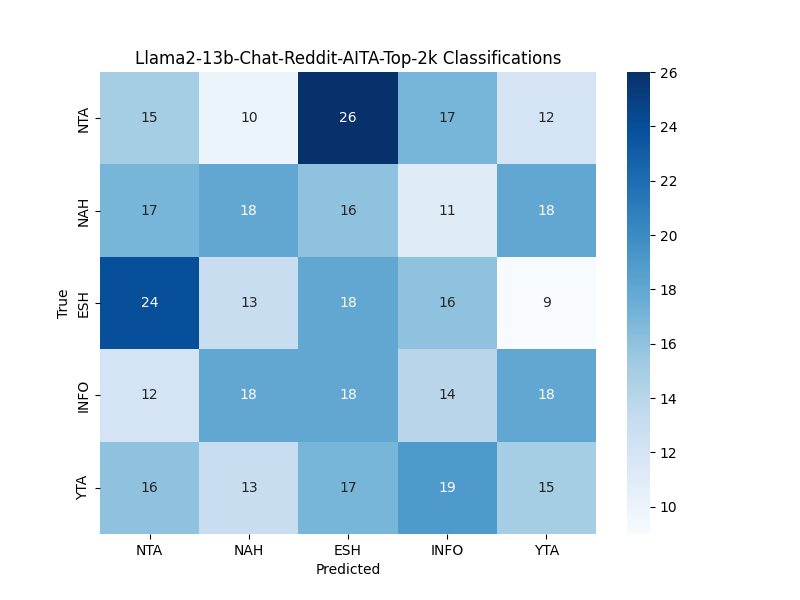 Llama2-13b-Chat-Reddit-AITA-Top-2k Classifications
NTA 15 10 26 17 12
NAH 17 18 16 11 18
ESH 24 13 18 16 9
INFO 12 18 18 14 18
YTA 16 13 17 19 15
True
NTA NAH ESH INFO YTA
Predicted
26
24
22
20
18
16
14
12
10